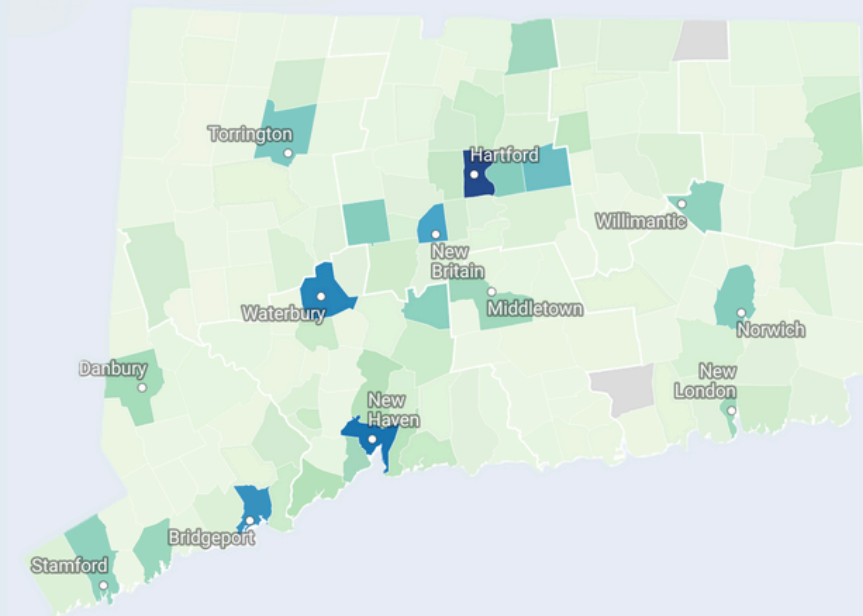 Torrington
Hartford
Willimantic
New
Britain
Waterbury
Middletown
Norwich
Danbury
New
London
New
Haven
Bridgeport
Stamford